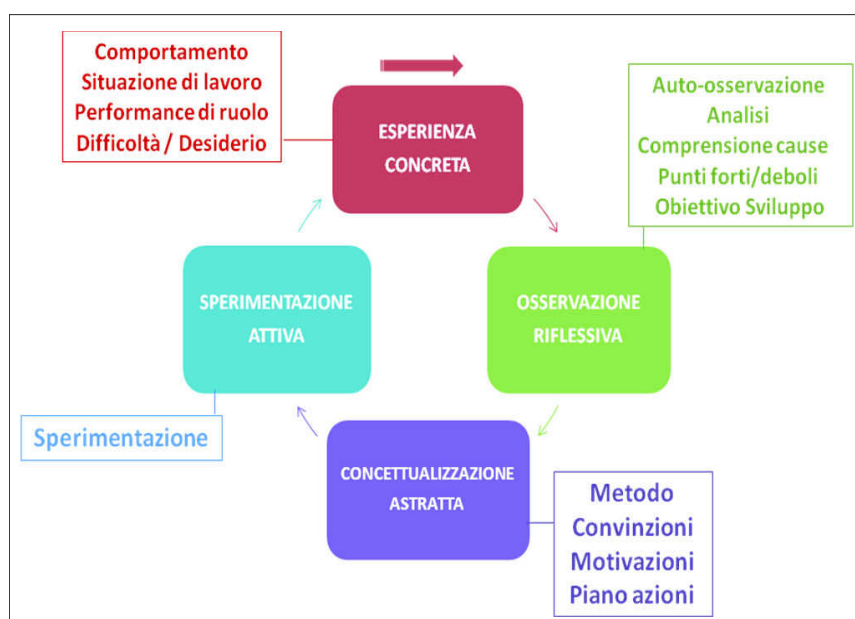 Comportamento
Situazione di lavoro
Performance di ruolo
Difficoltà / Desiderio
ESPERIENZA
CONCRETA
Auto-osservazione
Analisi
Comprensione cause
Punti forti/deboli
Obiettivo Sviluppo
SPERIMENTAZIONE
ATTIVA
OSSERVAZIONE
RIFLESSIVA
Sperimentazione
CONCETTUALIZZAZIONE
ASTRATTA
Metodo
Convinzioni
Motivazioni
Piano azioni